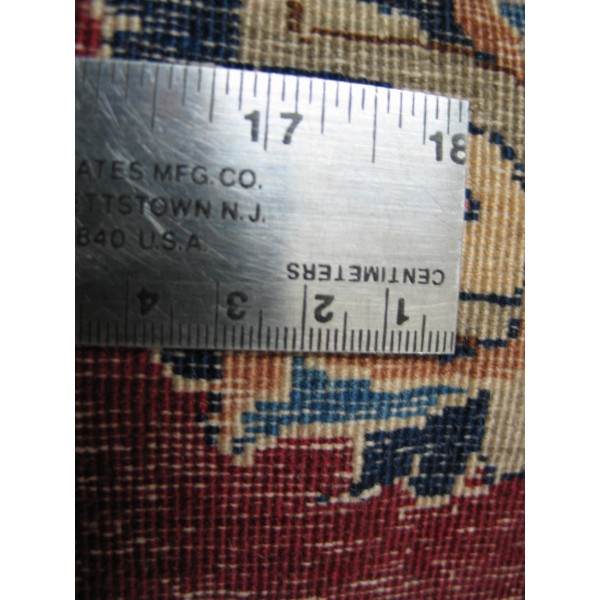 17 18
ATES MFG. CO.
TTSTOWN N.J.
840 U.S.A.
CENTIMETERS
4 3 2 1